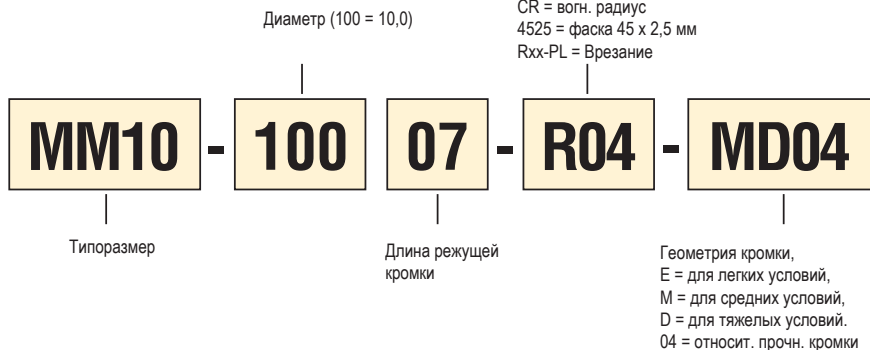 CR = вогн. радиус
Диаметр (100 = 10,0)
4525 = фаска 45 x 2,5 мм
Rxx-PL = Врезание
MM10 - 100 07 - R04 - MD04
Типоразмер
Длина режущей
кромки
Геометрия кромки,
E = для легких условий,
M = для средних условий,
D = для тяжелых условий.
04 = относит. прочн. кромки